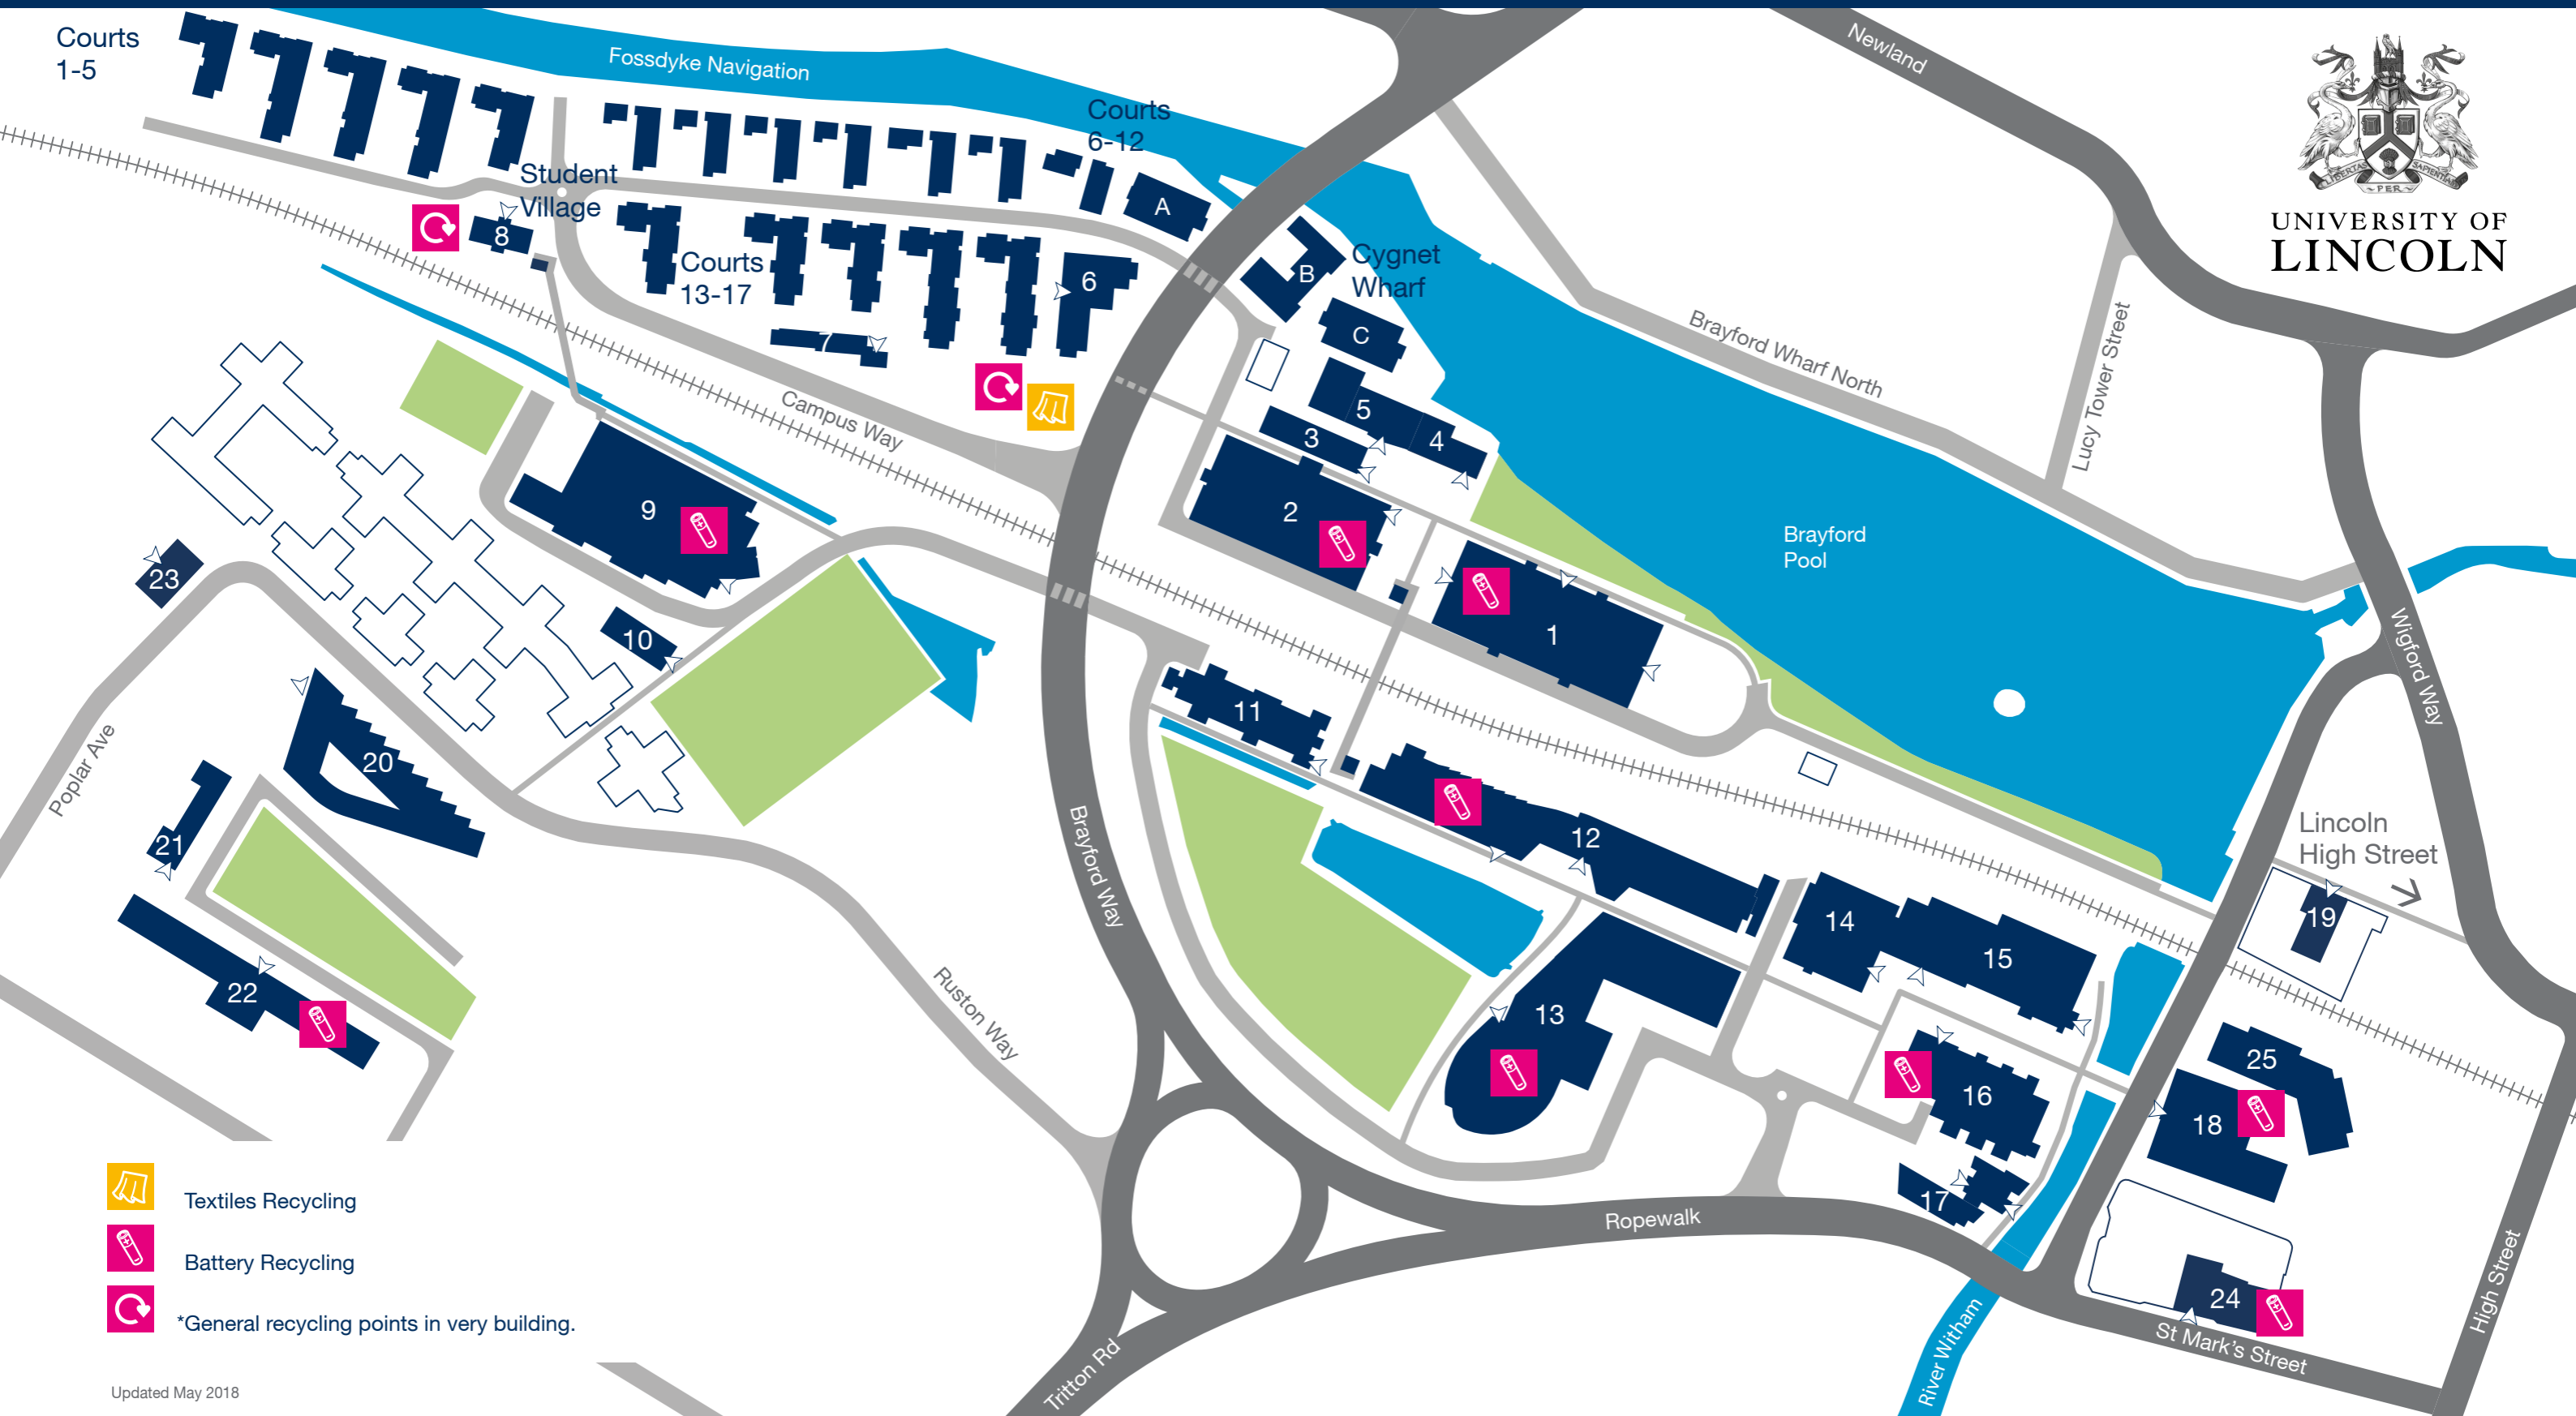 Courts
1-5
Fossdyke Navigation
Newland
LIBERTAS
PER
SAPIENTIAM
UNIVERSITY OF
LINCOLN
Courts
6-12
Student
Village
8
A
B
Cygnet
Wharf
C
Courts
13-17
6
7
Brayford Wharf North
Lucy Tower Street
Campus Way
5
3
4
9
2
Brayford
Pool
23
10
1
Wigford Way
11
Poplar Ave
20
21
Brayford Way
12
Lincoln
High Street
14
19
15
22
Ruston Way
13
25
16
18
17
Ropewalk
24
St Mark's Street
High Street
River Witham
Tritton Rd
Textiles Recycling
Battery Recycling
*General recycling points in very building.
Updated May 2018